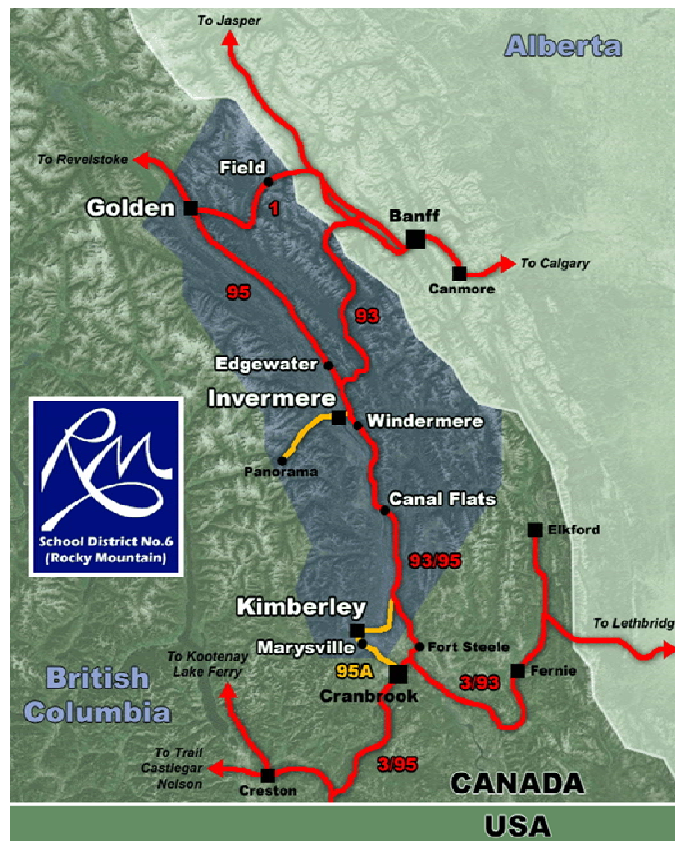 To Jasper
Alberta
To Revelstoke
Field
Golden
1
Banff
To Calgary
Canmore
95
93
Edgewater
Invermere
Windermere
Panorama
RM
School District No.6
(Rocky Mountain)
Canal Flats
Elkford
93/95
Kimberley
To Lethbridg
Marysville
Fort Steele
To Kootenay
Lake Ferry
95A
Fernie
British
Columbia
Cranbrook
3/93
To Trail
Castlegar
Nelson
3/95
Creston
CANADA
USA